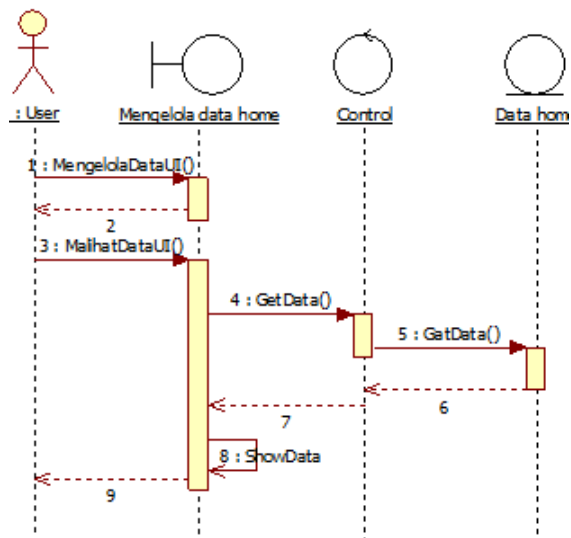 : User
Mengelola data home
Control
Data home
1 : MengelolaDataUI()
2
3 : MalihatDataUI()
4 : GetData()
5 : GatData()
6
7
8 : ShowData
9